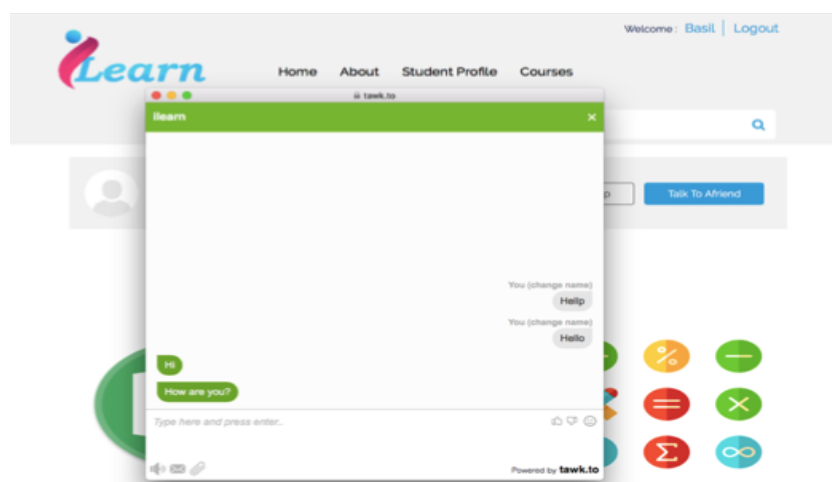 Welcome: Basil | Logout
iLearn
Home About Student Profile Courses
tawk.to
ilearn
Talk To Afriend
You (change name)
Hellp
You (change name)
Hello
Hi
How are you?
Type here and press enter..
Powered by tawk.to